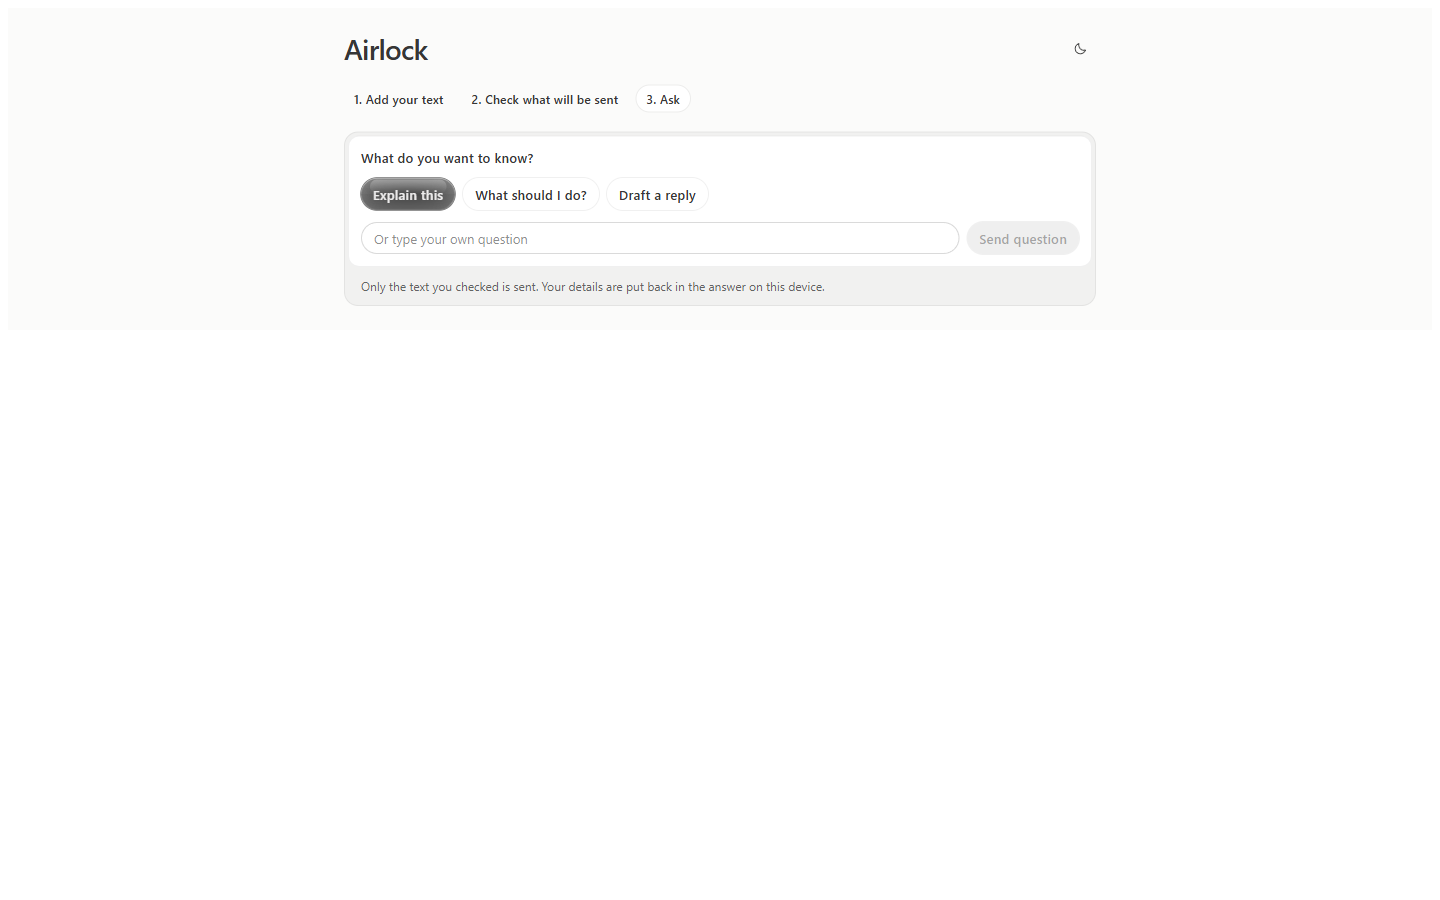 Airlock
1. Add your text
2. Check what will be sent
3. Ask
What do you want to know?
Explain this
What should I do?
Draft a reply
Or type your own question
Send question
Only the text you checked is sent. Your details are put back in the answer on this device.